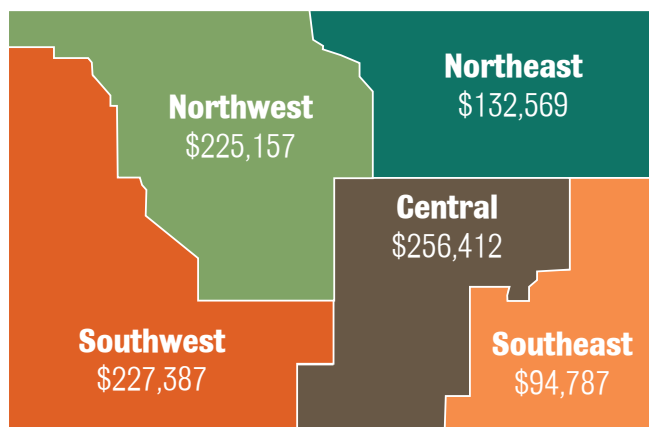 Northeast
$132,569
Northwest
$225,157
Central
$256,412
Southwest
$227,387
Southeast
$94,787